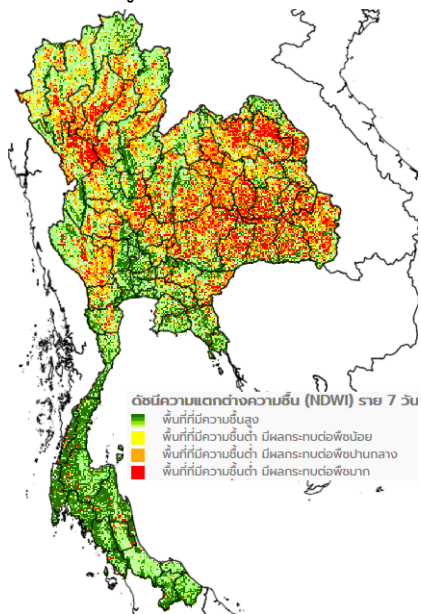 ดัชนีความแตกต่างความชื้น (NDWI) ราย 7 วัน
พื้นที่ที่มีความชื้นสูง
พื้นที่ที่มีความชื้นต่ำ มีผลกระทบต่อพืชน้อย
พื้นที่ที่มีความชื้นต่ำ มีผลกระทบต่อพืชปานกลาง
พื้นที่ที่มีความชื้นต่ำ มีผลกระทบต่อพืชมาก